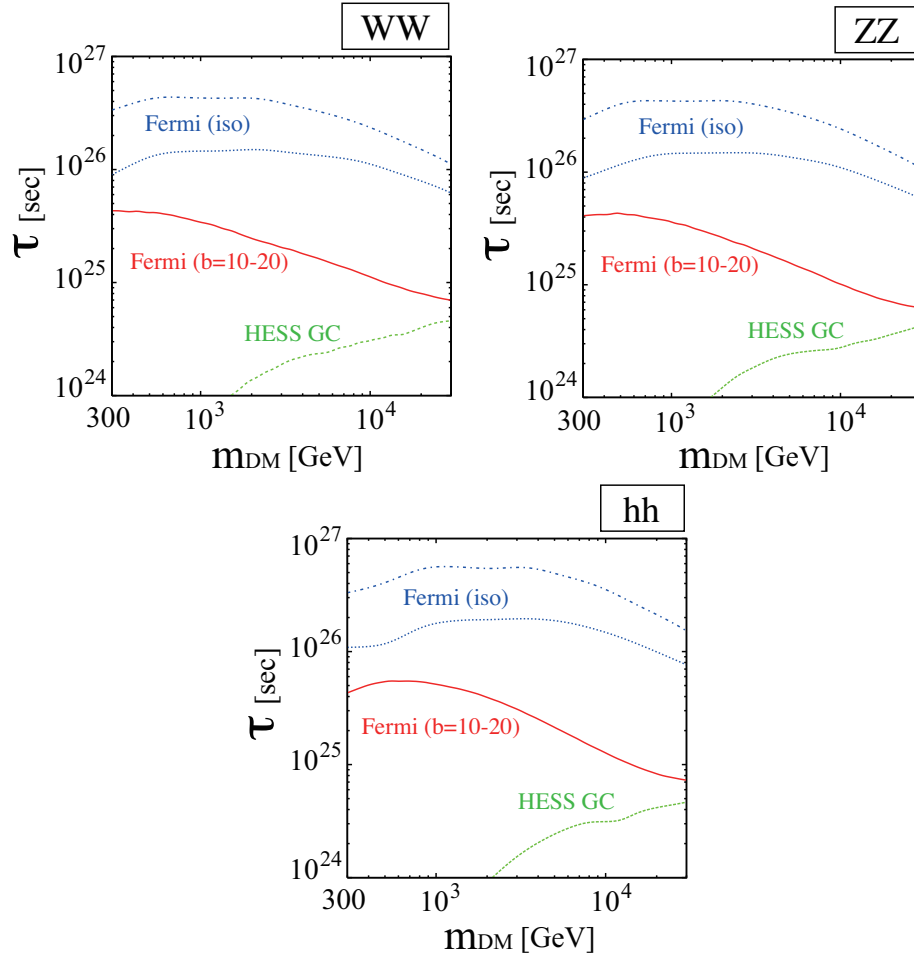 WW
10^27
10^26
10^25
10^24
τ [sec]
Fermi (iso)
Fermi (b=10-20)
HESS GC
300
10^3
10^4
mDM [GeV]
ZZ
10^27
10^26
10^25
10^24
τ [sec]
Fermi (iso)
Fermi (b=10-20)
HESS GC
300
10^3
10^4
mDM [GeV]
hh
10^27
10^26
10^25
10^24
τ [sec]
Fermi (iso)
Fermi (b=10-20)
HESS GC
300
10^3
10^4
mDM [GeV]